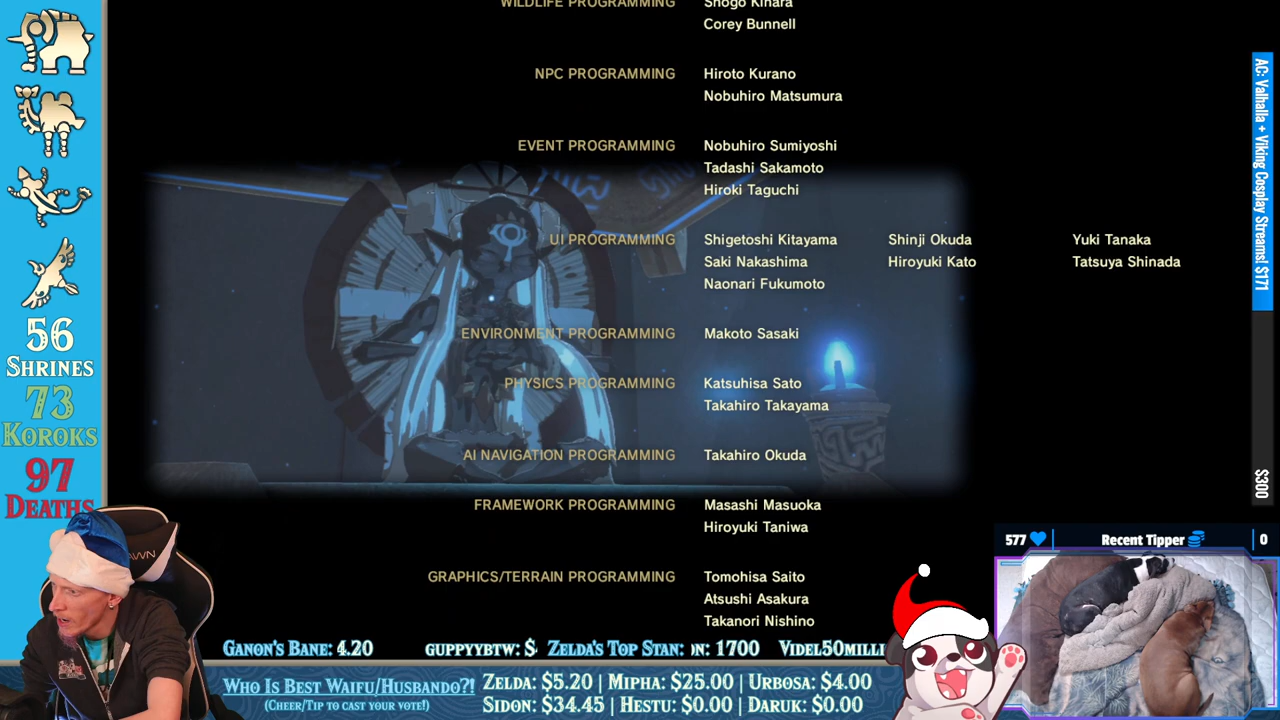 WILDLIFE PROGRAMMING Shogo Kihara
Corey Bunnell
NPC PROGRAMMING Hiroto Kurano
Nobuhiro Matsumura
EVENT PROGRAMMING Nobuhiro Sumiyoshi
Tadashi Sakamoto
Hiroki Taguchi
UI PROGRAMMING Shigetoshi Kitayama Shinji Okuda Yuki Tanaka
Saki Nakashima Hiroyuki Kato Tatsuya Shinada
Naonari Fukumoto
ENVIRONMENT PROGRAMMING Makoto Sasaki
PHYSICS PROGRAMMING Katsuhisa Sato
Takahiro Takayama
AI NAVIGATION PROGRAMMING Takahiro Okuda
FRAMEWORK PROGRAMMING Masashi Masuoka
Hiroyuki Taniwa
GRAPHICS/TERRAIN PROGRAMMING Tomohisa Saito
Atsushi Asakura
Takanori Nishino
56
SHRINES
73
KOROKS
97
DEATHS
AC: Valhalla + Viking Cosplay Streams! $171
$300
577 Recent Tipper 0
GANON'S BANE: 4.20 GUPPYYBTW: $ ZELDA'S TOP STAN: ON: 1700 VIDEL50MILLI
WHO IS BEST WAIFU/HUSBANDO?! ZELDA: $5.20 | MIPHA: $25.00 | URBOSA: $4.00
(CHEER/TIP TO CAST YOUR VOTE!) SIDON: $34.45 | HESTU: $0.00 | DARUK: $0.00